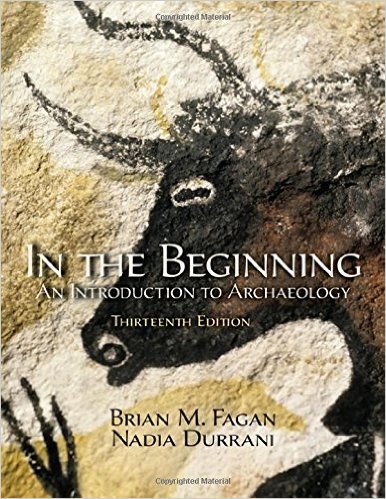 Copyrighted Material
IN THE BEGINNING
AN INTRODUCTION TO ARCHAEOLOGY
THIRTEENTH EDITION
BRIAN M. FAGAN
NADIA DURRANI
Copyrighted Material